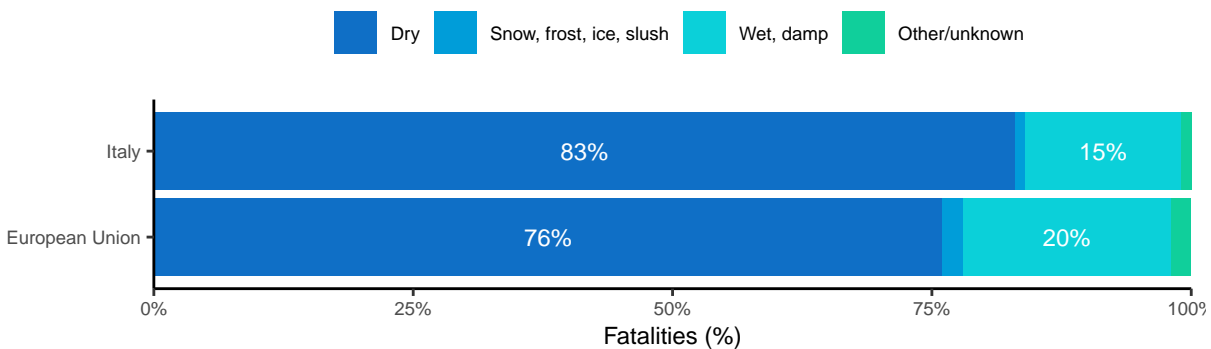 Dry Snow, frost, ice, slush Wet, damp Other/unknown
Italy 83% 15%
European Union 76% 20%
0% 25% 50% 75% 100%
Fatalities (%)